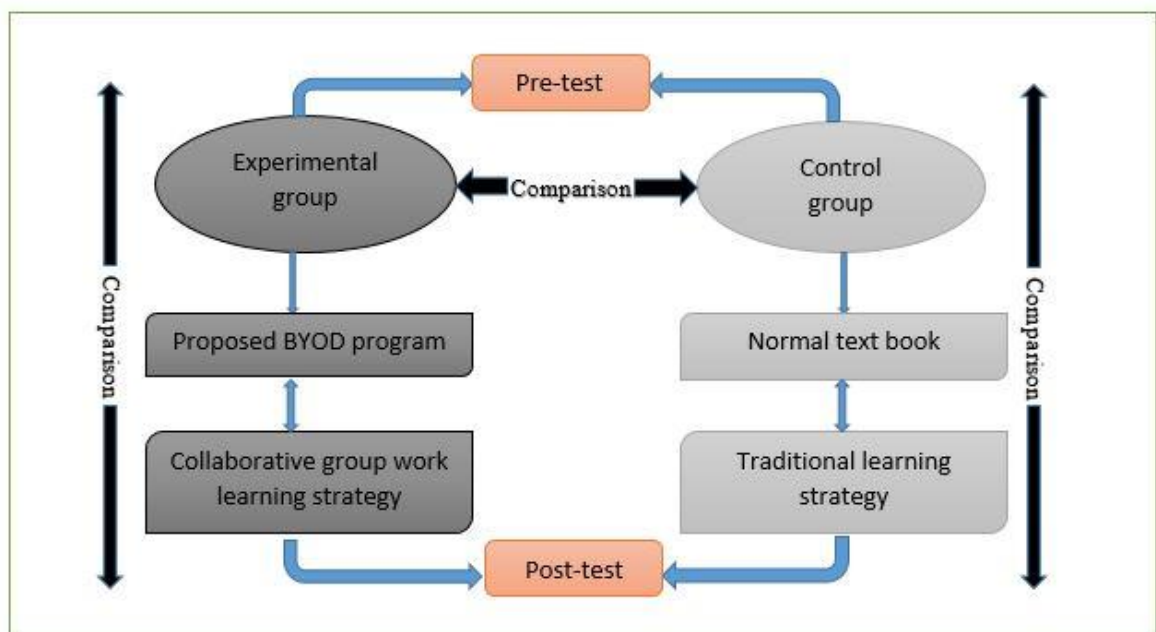 Pre-test
Experimental
group
Comparison
Control
group
Comparison
Comparison
Proposed BYOD program
Normal text book
Collaborative group work
learning strategy
Traditional learning
strategy
Post-test